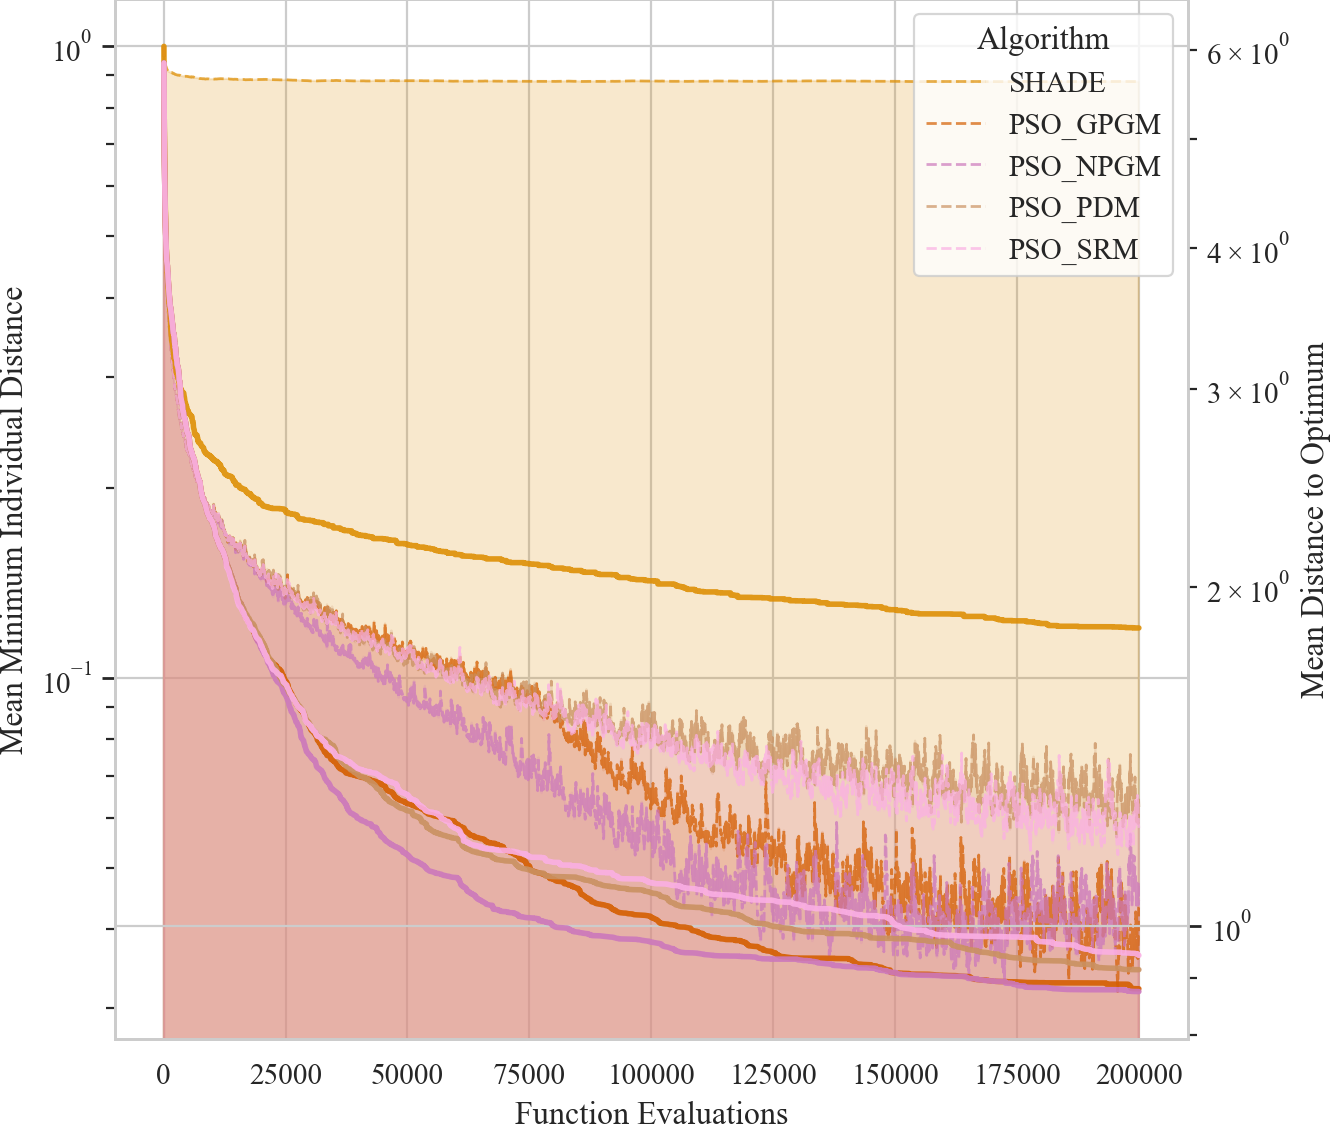 Algorithm
SHADE
PSO_GPGM
PSO_NPGM
PSO_PDM
PSO_SRM
10⁰
10⁻¹
Mean Minimum Individual Distance
6 × 10⁰
4 × 10⁰
3 × 10⁰
2 × 10⁰
10⁰
Mean Distance to Optimum
0 25000 50000 75000 100000 125000 150000 175000 200000
Function Evaluations